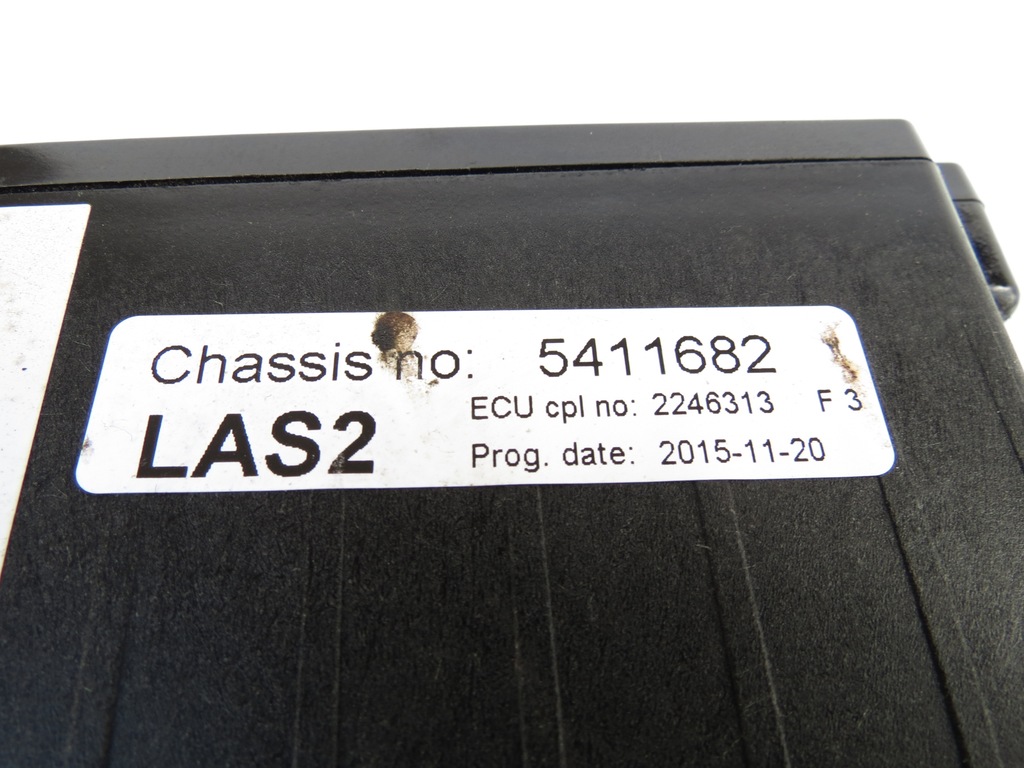 Chassis no: 5411682
LAS2
ECU cpl no: 2246313 F 3
Prog. date: 2015-11-20